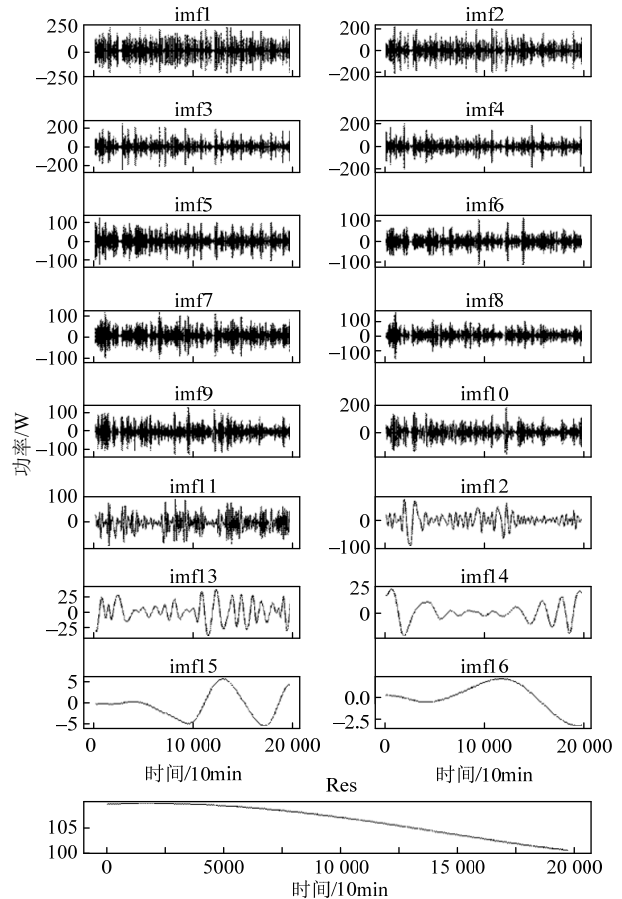 imf1 imf2
250 200
0 0
−250 −200
imf3 imf4
200 200
0 0
−200 −200
imf5 imf6
100 100
0 0
−100 −100
imf7 imf8
100 100
0 0
−100 −100
imf9 imf10
100 200
0 0
−100
功率/W
imf11 imf12
100 100
0 0
−100
imf13 imf14
25 25
0 0
−25
imf15 imf16
5 0.0
0 −2.5
−5
0 10 000 20 000 0 10 000 20 000
时间/10min 时间/10min
Res
105
100
0 5000 10 000 15 000 20 000
时间/10min